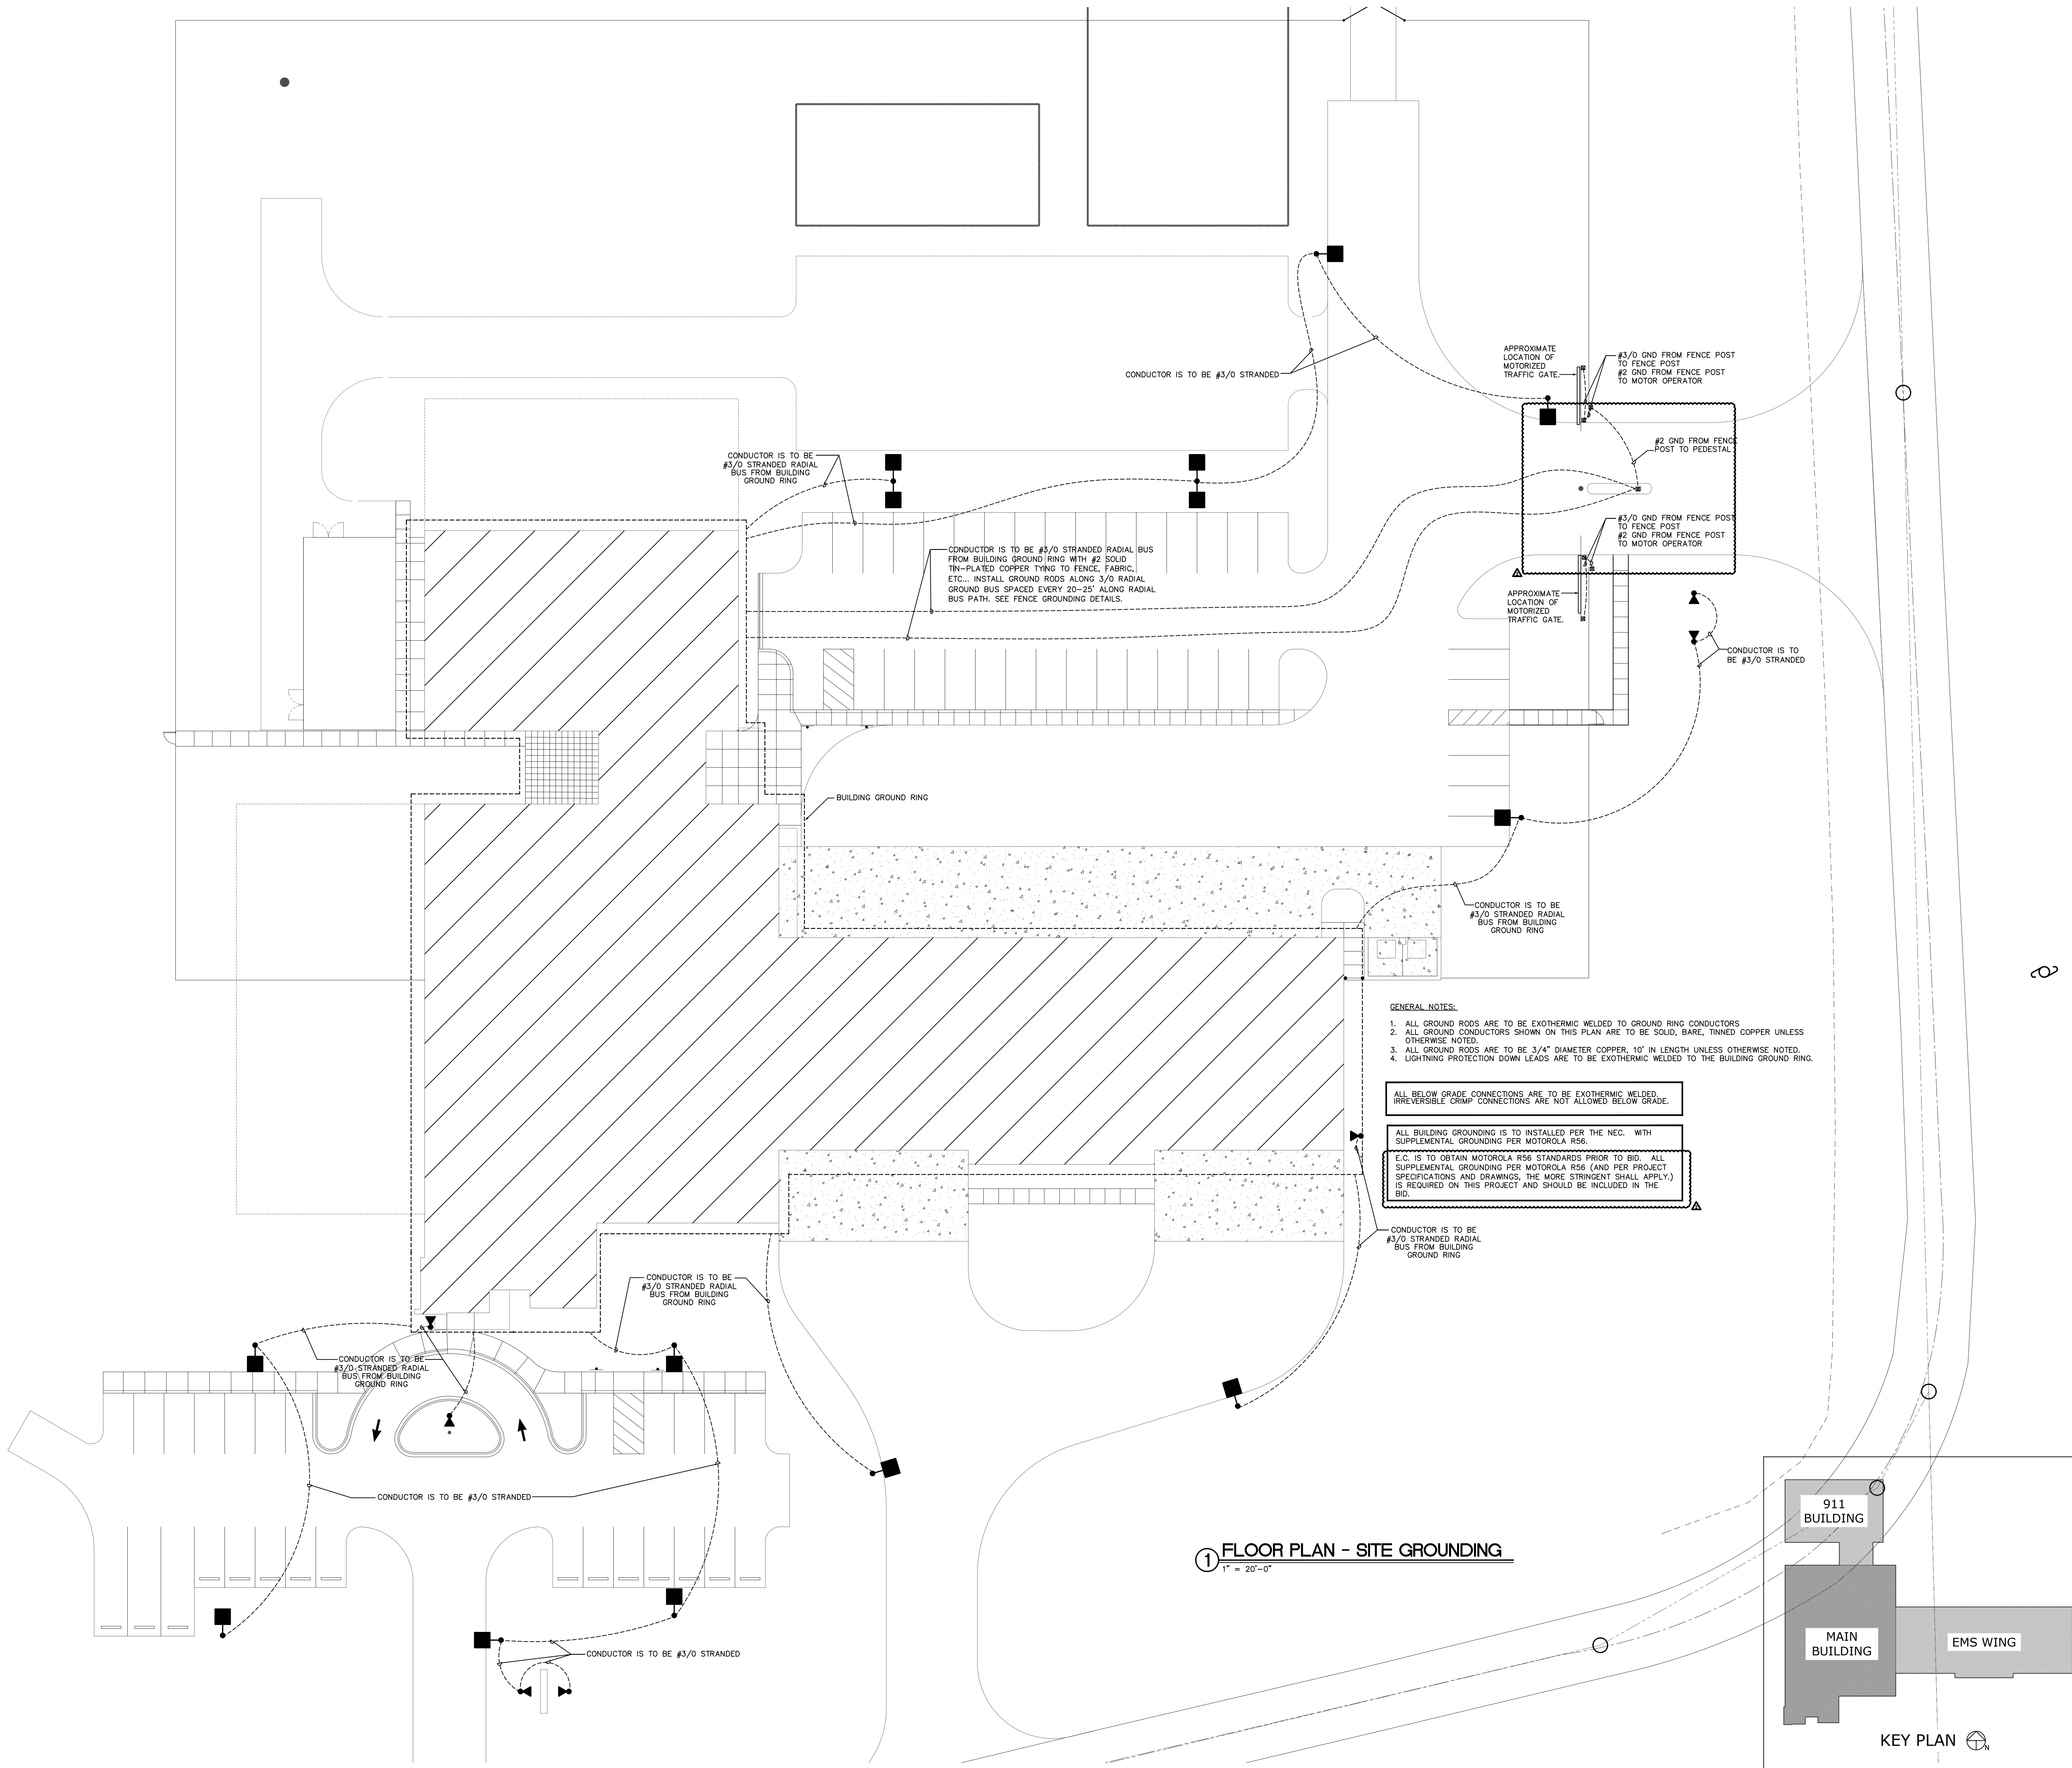 APPROXIMATE
LOCATION OF
MOTORIZED
TRAFFIC GATE.
#3/0 GND FROM FENCE POST
TO FENCE POST
#2 GND FROM FENCE POST
TO MOTOR OPERATOR
CONDUCTOR IS TO BE #3/0 STRANDED
#2 GND FROM FENCE
POST TO PEDESTAL
CONDUCTOR IS TO BE
#3/0 STRANDED RADIAL
BUS FROM BUILDING
GROUND RING
#3/0 GND FROM FENCE POST
TO FENCE POST
#2 GND FROM FENCE POST
TO MOTOR OPERATOR
CONDUCTOR IS TO BE #3/0 STRANDED RADIAL BUS
FROM BUILDING GROUND RING WITH #2 SOLID
TIN-PLATED COPPER TYING TO FENCE, FABRIC,
ETC... INSTALL GROUND RODS ALONG 3/0 RADIAL
GROUND BUS SPACED EVERY 20-25' ALONG RADIAL
BUS PATH. SEE FENCE GROUNDING DETAILS.
APPROXIMATE
LOCATION OF
MOTORIZED
TRAFFIC GATE.
CONDUCTOR IS TO
BE #3/0 STRANDED
BUILDING GROUND RING
CONDUCTOR IS TO BE
#3/0 STRANDED RADIAL
BUS FROM BUILDING
GROUND RING
GENERAL NOTES:
1. ALL GROUND RODS ARE TO BE EXOTHERMIC WELDED TO GROUND RING CONDUCTORS
2. ALL GROUND CONDUCTORS SHOWN ON THIS PLAN ARE TO BE SOLID, BARE, TINNED COPPER UNLESS
OTHERWISE NOTED.
3. ALL GROUND RODS ARE TO BE 3/4" DIAMETER COPPER, 10' IN LENGTH UNLESS OTHERWISE NOTED.
4. LIGHTNING PROTECTION DOWN LEADS ARE TO BE EXOTHERMIC WELDED TO THE BUILDING GROUND RING.
ALL BELOW GRADE CONNECTIONS ARE TO BE EXOTHERMIC WELDED.
IRREVERSIBLE CRIMP CONNECTIONS ARE NOT ALLOWED BELOW GRADE.
ALL BUILDING GROUNDING IS TO INSTALLED PER THE NEC. WITH
SUPPLEMENTAL GROUNDING PER MOTOROLA R56.
E.C. IS TO OBTAIN MOTOROLA R56 STANDARDS PRIOR TO BID. ALL
SUPPLEMENTAL GROUNDING PER MOTOROLA R56 (AND PER PROJECT
SPECIFICATIONS AND DRAWINGS, THE MORE STRINGENT SHALL APPLY.)
IS REQUIRED ON THIS PROJECT AND SHOULD BE INCLUDED IN THE
BID.
CONDUCTOR IS TO BE
#3/0 STRANDED RADIAL
BUS FROM BUILDING
GROUND RING
CONDUCTOR IS TO BE
#3/0 STRANDED RADIAL
BUS FROM BUILDING
GROUND RING
CONDUCTOR IS TO BE
#3/0 STRANDED RADIAL
BUS FROM BUILDING
GROUND RING
CONDUCTOR IS TO BE #3/0 STRANDED
CONDUCTOR IS TO BE #3/0 STRANDED
1 FLOOR PLAN - SITE GROUNDING
1" = 20'-0"
911
BUILDING
MAIN
BUILDING
EMS WING
KEY PLAN
N